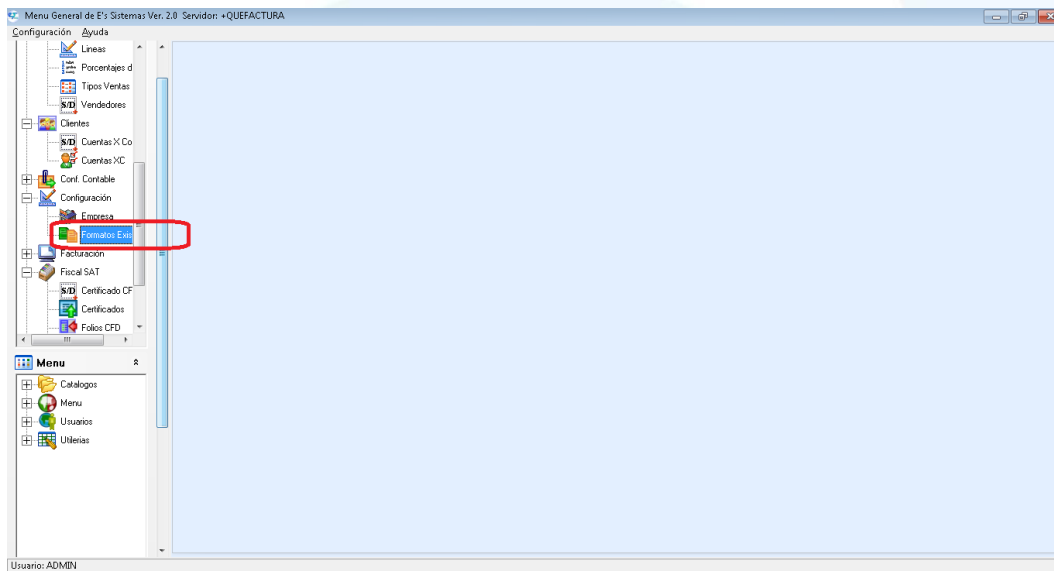 Menu General de E's Sistemas Ver. 2.0 Servidor: +QUEFACTURA
Configuración Ayuda
Lineas
Porcentajes d
Tipos Ventas
S/D Vendedores
Clientes
S/D Cuentas X Co
Cuentas XC
Conf. Contable
Configuración
Empresa
Formatos Exis
Facturación
Fiscal SAT
S/D Certificado CF
Certificados
Folios CFD
Menu
Catalogos
Menu
Usuarios
Utilerias
Usuario: ADMIN